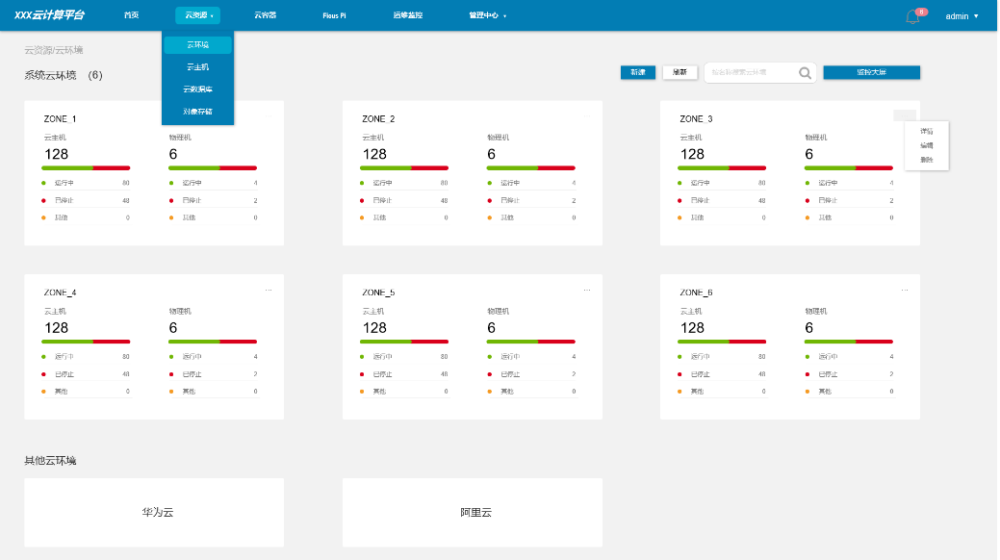 XXX云计算平台 首页 云资源 云容器 Flous Pi 运维监控 管理中心 8 admin
云环境
云主机
云数据库
对象存储
云资源/云环境
系统云环境 (6)
新建 刷新 监控大屏
ZONE_1
云主机 物理机
128 6
运行中 80 运行中 4
已停止 48 已停止 2
其他 0 其他 0
ZONE_2
云主机 物理机
128 6
运行中 80 运行中 4
已停止 48 已停止 2
其他 0 其他 0
ZONE_3
云主机 物理机
128 6
运行中 80 运行中 4
已停止 48 已停止 2
其他 0 其他 0
详情
编辑
删除
ZONE_4 ...
云主机 物理机
128 6
运行中 80 运行中 4
已停止 48 已停止 2
其他 0 其他 0
ZONE_5 ...
云主机 物理机
128 6
运行中 80 运行中 4
已停止 48 已停止 2
其他 0 其他 0
ZONE_6 ...
云主机 物理机
128 6
运行中 80 运行中 4
已停止 48 已停止 2
其他 0 其他 0
其他云环境
华为云 阿里云